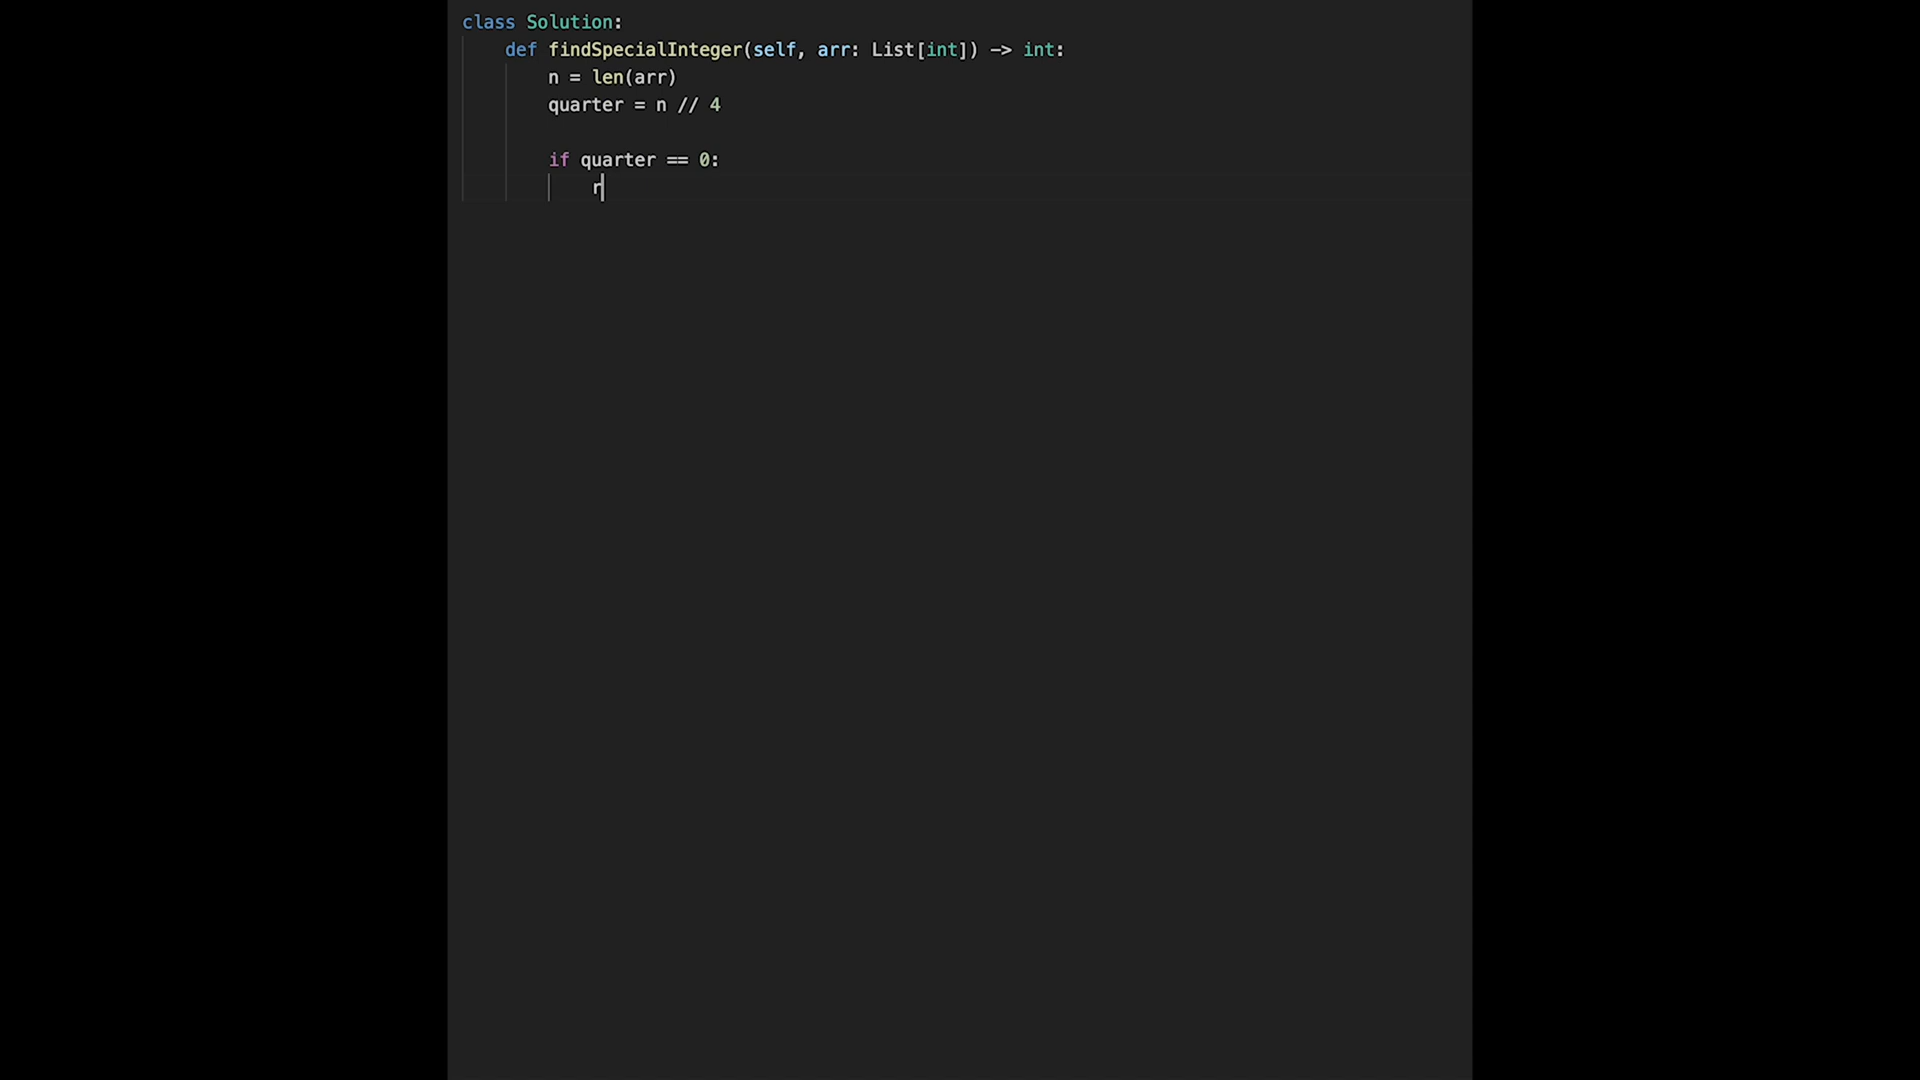 class Solution:
    def findSpecialInteger(self, arr: List[int]) -> int:
        n = len(arr)
        quarter = n // 4

        if quarter == 0:
            r